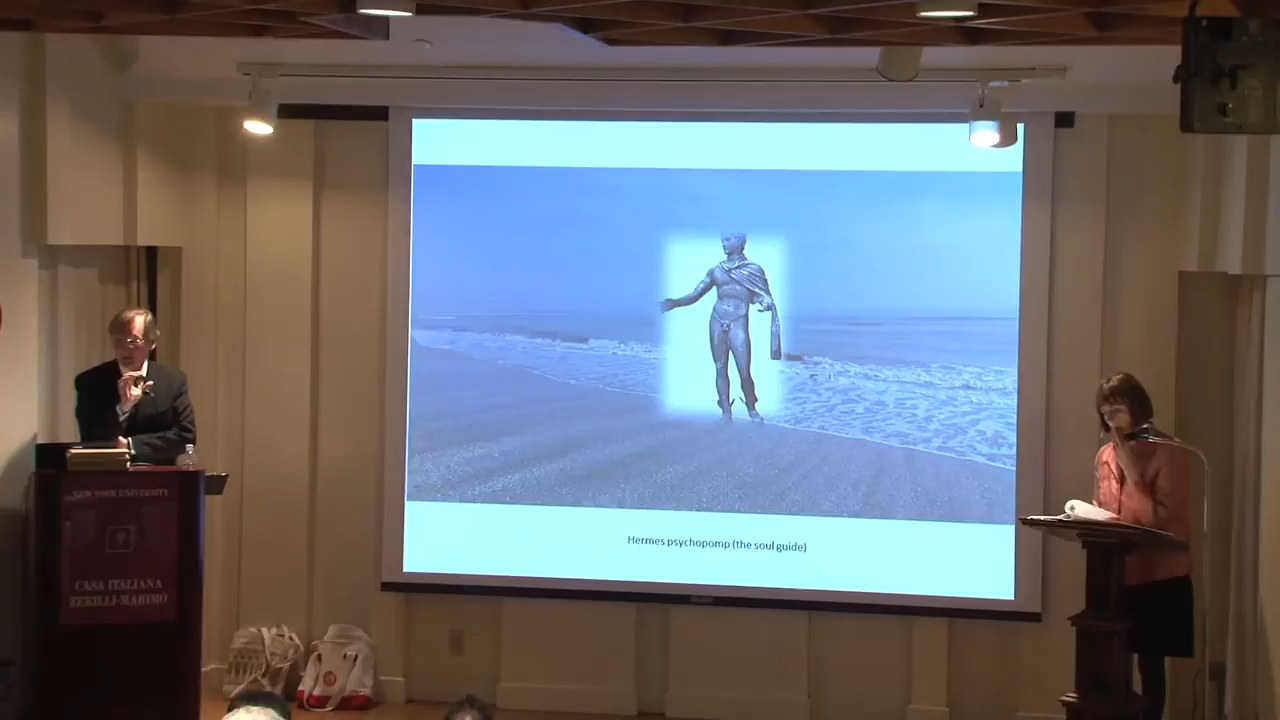 Hermes psychopomp (the soul guide)
NEW YORK UNIVERSITY
CASA ITALIANA
ZERILLI-MARIMÒ